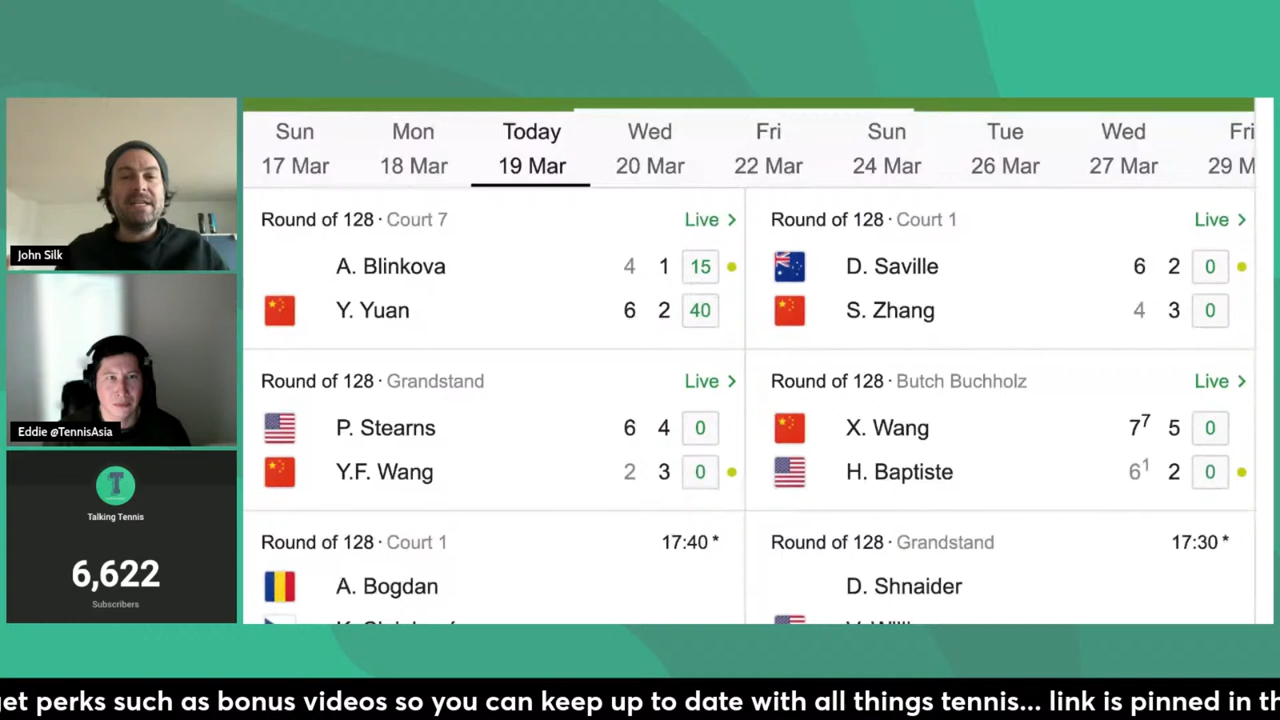 John Silk
Eddie @TennisAsia
Talking Tennis
6,622
Subscribers
Sun Mon Today Wed Fri Sun Tue Wed Fri
17 Mar 18 Mar 19 Mar 20 Mar 22 Mar 24 Mar 26 Mar 27 Mar 29 M
Round of 128 · Court 7 Live >
A. Blinkova 4 1 15
Y. Yuan 6 2 40
Round of 128 · Court 1 Live >
D. Saville 6 2 0
S. Zhang 4 3 0
Round of 128 · Grandstand Live >
P. Stearns 6 4 0
Y.F. Wang 2 3 0
Round of 128 · Butch Buchholz Live >
X. Wang 7⁷ 5 0
H. Baptiste 6¹ 2 0
Round of 128 · Court 1 17:40 *
A. Bogdan
Round of 128 · Grandstand 17:30 *
D. Shnaider
get perks such as bonus videos so you can keep up to date with all things tennis... link is pinned in th